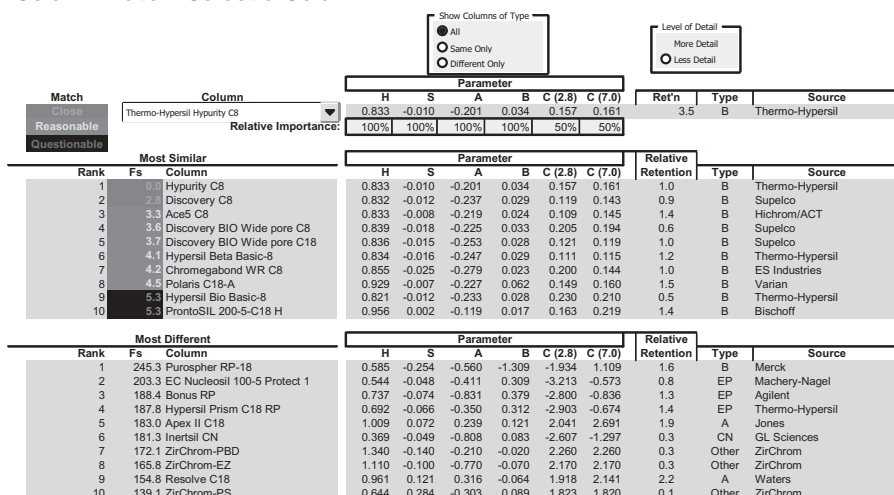 Show Columns of Type
All
Same Only
Different Only
Level of Detail
More Detail
Less Detail
Parameter
Match Column H S A B C (2.8) C (7.0) Ret'n Type Source
Close Thermo-Hypersil Hypurity C8 0.833 -0.010 -0.201 0.034 0.157 0.161 3.5 B Thermo-Hypersil
Reasonable Relative Importance: 100% 100% 100% 100% 50% 50%
Questionable
Most Similar Parameter Relative
Rank Fs Column H S A B C (2.8) C (7.0) Retention Type Source
1 0.0 Hypurity C8 0.833 -0.010 -0.201 0.034 0.157 0.161 1.0 B Thermo-Hypersil
2 2.8 Discovery C8 0.832 -0.012 -0.237 0.029 0.119 0.143 0.9 B Supelco
3 3.3 Ace5 C8 0.833 -0.008 -0.219 0.024 0.109 0.145 1.4 B Hichrom/ACT
4 3.6 Discovery BIO Wide pore C8 0.839 -0.018 -0.225 0.033 0.205 0.194 0.6 B Supelco
5 3.7 Discovery BIO Wide pore C18 0.836 -0.015 -0.253 0.028 0.121 0.119 1.0 B Supelco
6 4.1 Hypersil Beta Basic-8 0.834 -0.016 -0.247 0.029 0.111 0.115 1.2 B Thermo-Hypersil
7 4.2 Chromegabond WR C8 0.855 -0.025 -0.279 0.023 0.200 0.144 1.0 B ES Industries
8 4.5 Polaris C18-A 0.929 -0.007 -0.227 0.062 0.149 0.160 1.5 B Varian
9 5.3 Hypersil Bio Basic-8 0.821 -0.012 -0.233 0.028 0.230 0.210 0.5 B Thermo-Hypersil
10 5.3 ProntoSIL 200-5-C18 H 0.956 0.002 -0.119 0.017 0.163 0.219 1.4 B Bischoff
Most Different Parameter Relative
Rank Fs Column H S A B C (2.8) C (7.0) Retention Type Source
1 245.3 Purospher RP-18 0.585 -0.254 -0.560 -1.309 -1.934 1.109 1.6 B Merck
2 203.3 EC Nucleosil 100-5 Protect 1 0.544 -0.048 -0.411 0.309 -3.213 -0.573 0.8 EP Machery-Nagel
3 188.4 Bonus RP 0.737 -0.074 -0.831 0.379 -2.800 -0.836 1.3 EP Agilent
4 187.8 Hypersil Prism C18 RP 0.692 -0.066 -0.350 0.312 -2.903 -0.674 1.4 EP Thermo-Hypersil
5 183.0 Apex II C18 1.009 0.072 0.239 0.121 2.041 2.691 1.9 A Jones
6 181.3 Inertsil CN 0.369 -0.049 -0.808 0.083 -2.607 -1.297 0.3 CN GL Sciences
7 172.1 ZirChrom-PBD 1.340 -0.140 -0.210 -0.020 2.260 2.260 0.3 Other ZirChrom
8 165.8 ZirChrom-EZ 1.110 -0.100 -0.770 -0.070 2.170 2.170 0.3 Other ZirChrom
9 154.8 Resolve C18 0.961 0.121 0.316 -0.064 1.918 2.141 2.2 A Waters
10 139.1 ZirChrom-PS 0.644 0.284 -0.303 0.089 1.823 1.820 0.1 Other ZirChrom